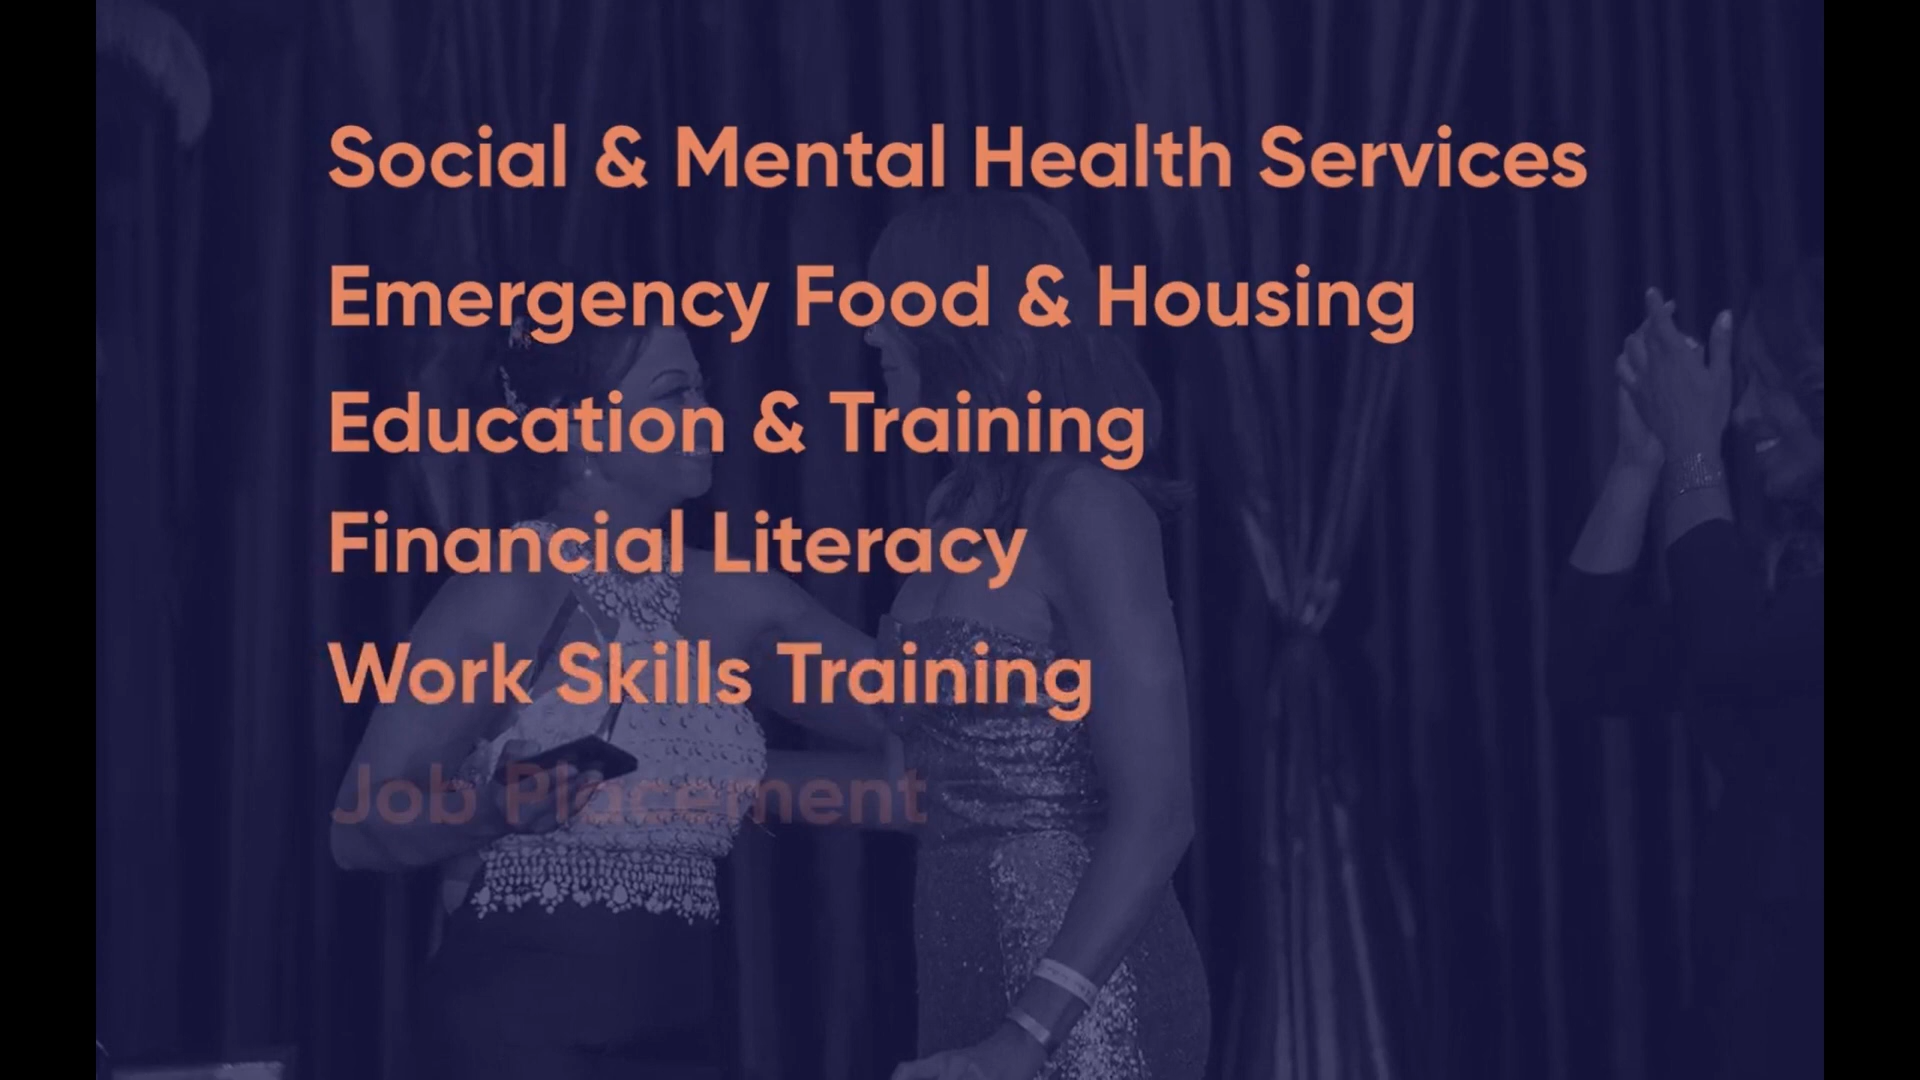 Social & Mental Health Services
Emergency Food & Housing
Education & Training
Financial Literacy
Work Skills Training
Job Placement